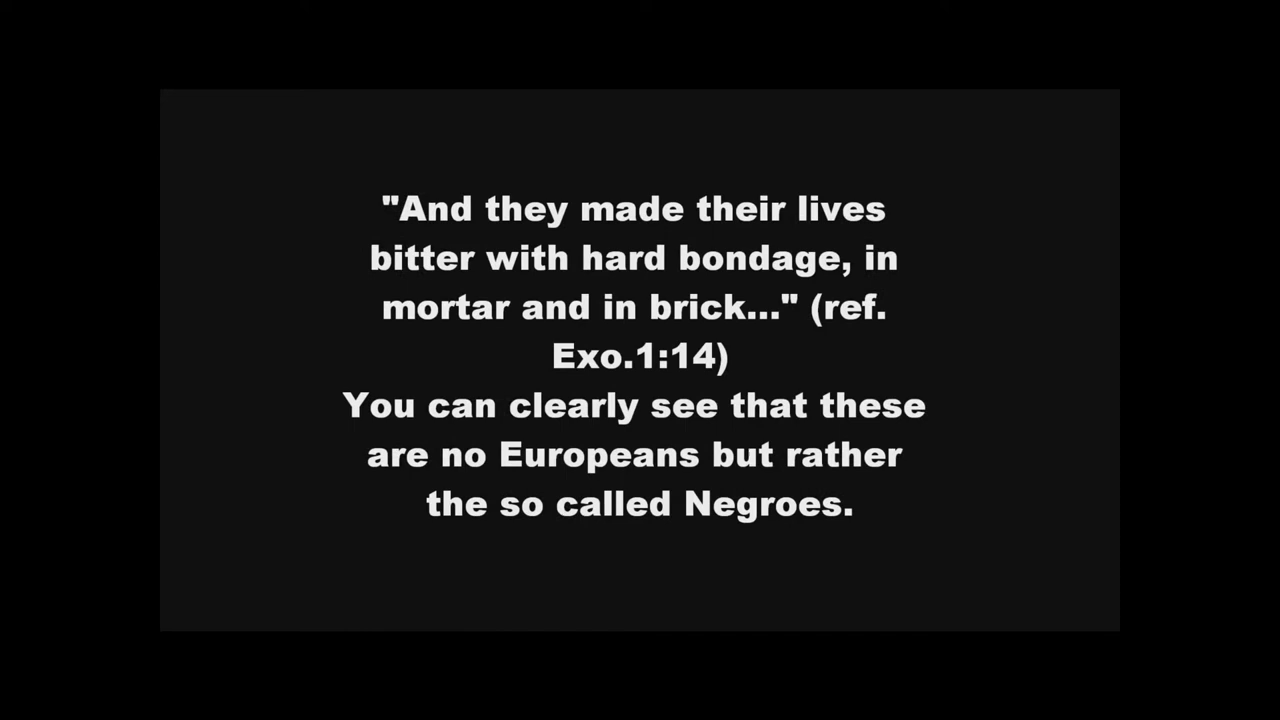 "And they made their lives
bitter with hard bondage, in
mortar and in brick..." (ref.
Exo.1:14)
You can clearly see that these
are no Europeans but rather
the so called Negroes.